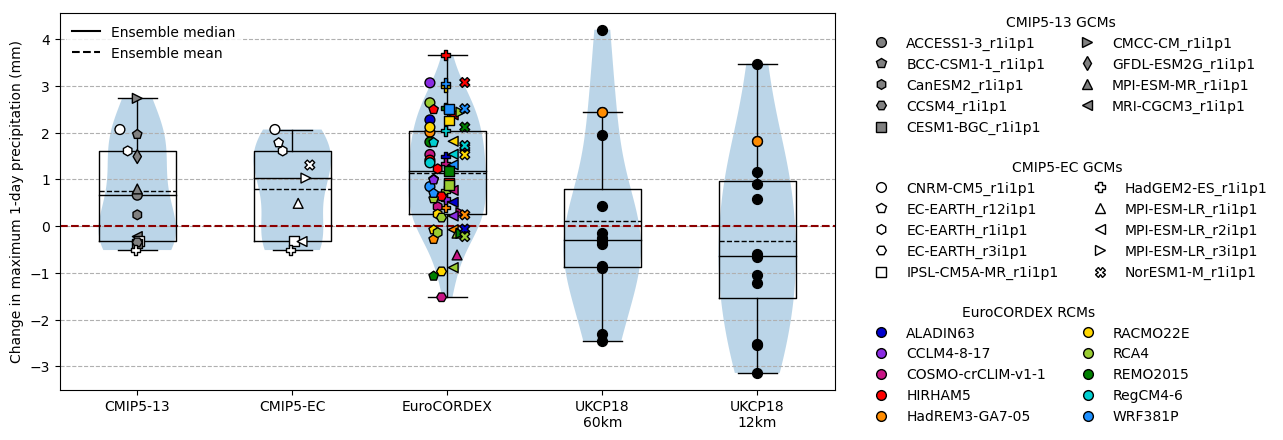 Change in maximum 1-day precipitation (mm)
4
3
2
1
0
−1
−2
−3
Ensemble median
Ensemble mean
CMIP5-13
CMIP5-EC
EuroCORDEX
UKCP18
60km
UKCP18
12km
CMIP5-13 GCMs
ACCESS1-3_r1i1p1
BCC-CSM1-1_r1i1p1
CanESM2_r1i1p1
CCSM4_r1i1p1
CESM1-BGC_r1i1p1
CMCC-CM_r1i1p1
GFDL-ESM2G_r1i1p1
MPI-ESM-MR_r1i1p1
MRI-CGCM3_r1i1p1
CMIP5-EC GCMs
CNRM-CM5_r1i1p1
EC-EARTH_r12i1p1
EC-EARTH_r1i1p1
EC-EARTH_r3i1p1
IPSL-CM5A-MR_r1i1p1
HadGEM2-ES_r1i1p1
MPI-ESM-LR_r1i1p1
MPI-ESM-LR_r2i1p1
MPI-ESM-LR_r3i1p1
NorESM1-M_r1i1p1
EuroCORDEX RCMs
ALADIN63
CCLM4-8-17
COSMO-crCLIM-v1-1
HIRHAM5
HadREM3-GA7-05
RACMO22E
RCA4
REMO2015
RegCM4-6
WRF381P